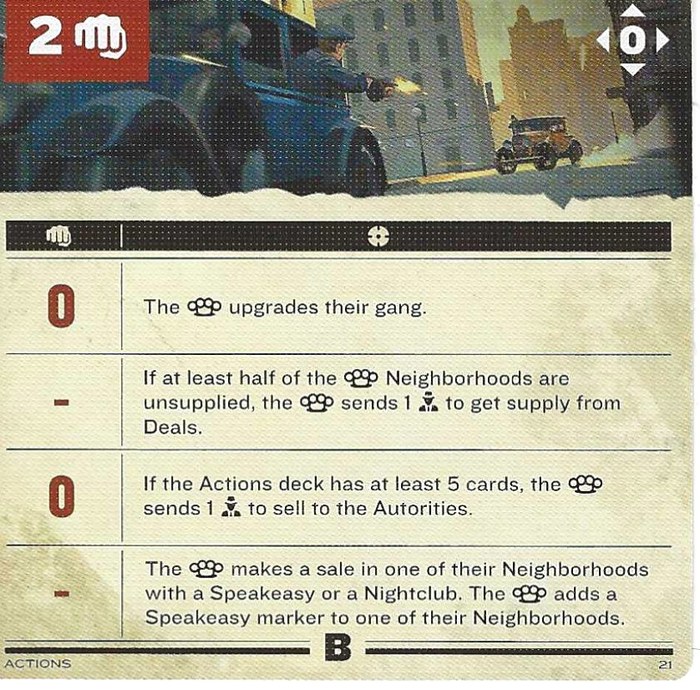 2
0
0
The upgrades their gang.
-
If at least half of the Neighborhoods are
unsupplied, the sends 1 to get supply from
Deals.
0
If the Actions deck has at least 5 cards, the
sends 1 to sell to the Autorities.
-
The makes a sale in one of their Neighborhoods
with a Speakeasy or a Nightclub. The adds a
Speakeasy marker to one of their Neighborhoods.
B
ACTIONS
21